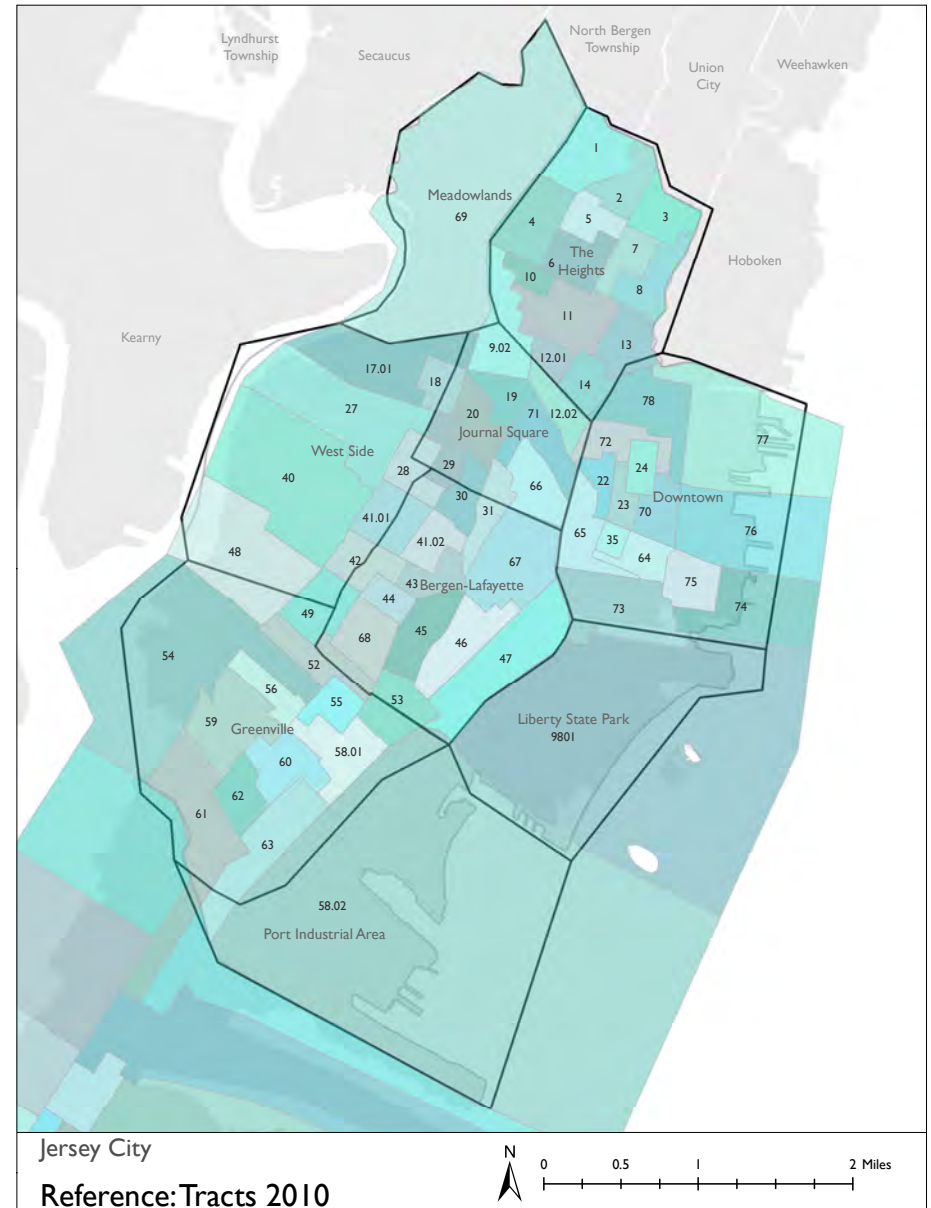 North Bergen
Township
Lyndhurst
Township
Secaucus
Weehawken
Union
City
1
Meadowlands
69
2
3
4
5
7
The
Heights
6
10
Hoboken
8
11
Kearny
13
9.02
12.01
17.01
18
14
19
78
27
20
71
12.02
Journal Square
72
77
West Side
29
28
24
40
66
22
30
Downtown
31
23
70
41.01
65
76
41.02
35
48
64
42
67
43
Bergen-Lafayette
75
44
49
73
74
45
68
46
54
47
52
56
53
55
59
Liberty State Park
9801
Greenville
58.01
60
62
61
63
58.02
Port Industrial Area
Jersey City
Reference: Tracts 2010
N
0 0.5 1 2 Miles